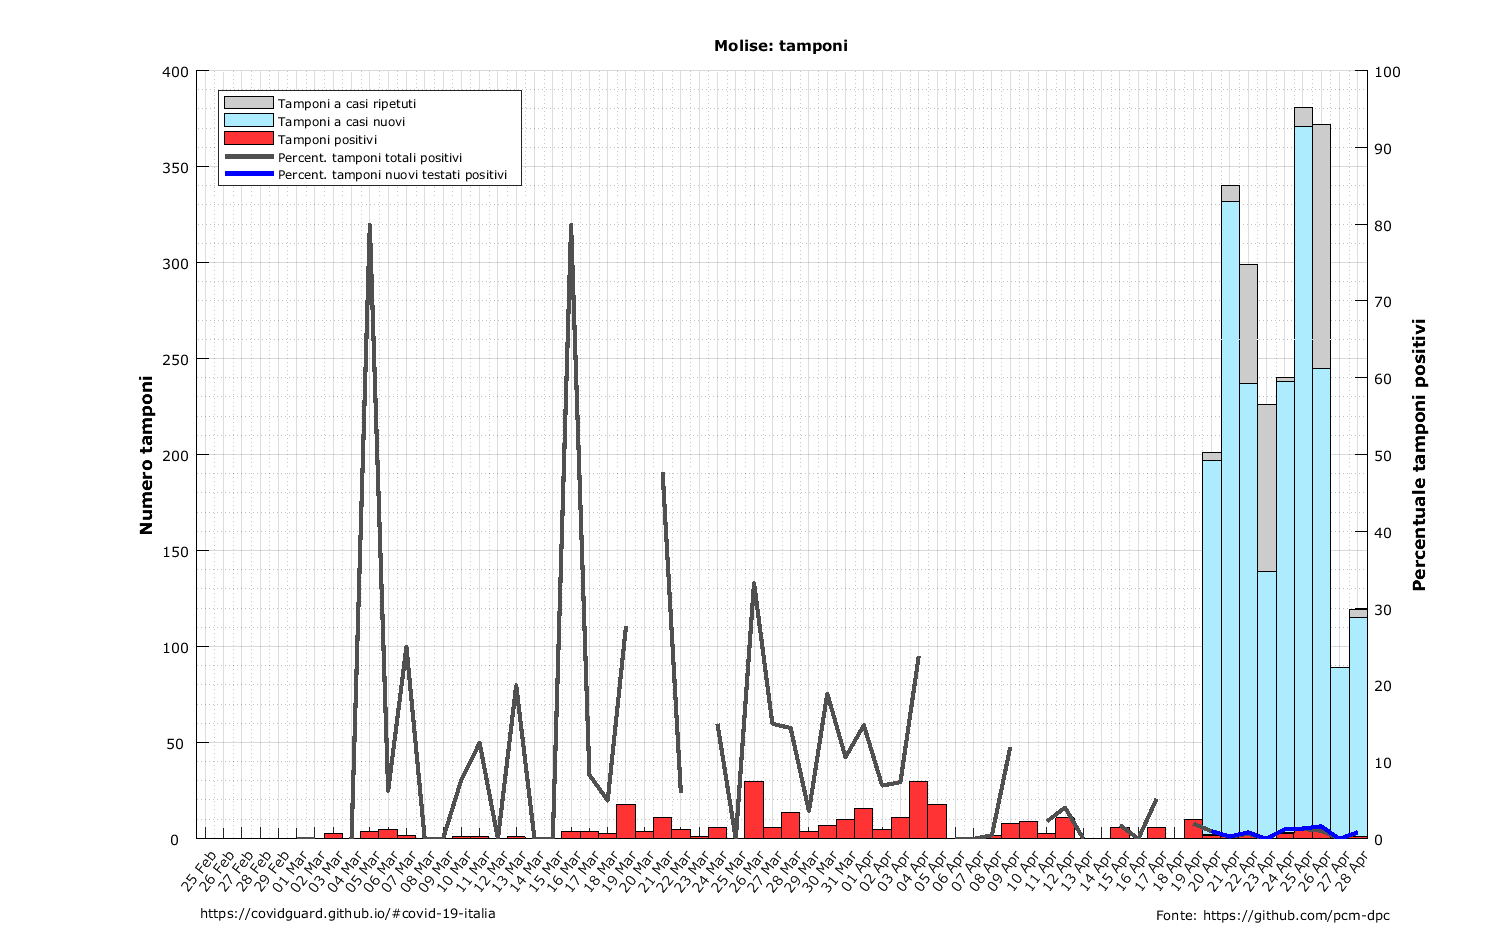 Molise: tamponi
Tamponi a casi ripetuti
Tamponi a casi nuovi
Tamponi positivi
Percent. tamponi totali positivi
Percent. tamponi nuovi testati positivi
Numero tamponi
400
350
300
250
200
150
100
50
0
Percentuale tamponi positivi
100
90
80
70
60
50
40
30
20
10
0
25 Feb
26 Feb
27 Feb
28 Feb
29 Feb
01 Mar
02 Mar
03 Mar
04 Mar
05 Mar
06 Mar
07 Mar
08 Mar
09 Mar
10 Mar
11 Mar
12 Mar
13 Mar
14 Mar
15 Mar
16 Mar
17 Mar
18 Mar
19 Mar
20 Mar
21 Mar
22 Mar
23 Mar
24 Mar
25 Mar
26 Mar
27 Mar
28 Mar
29 Mar
30 Mar
31 Mar
01 Apr
02 Apr
03 Apr
04 Apr
05 Apr
06 Apr
07 Apr
08 Apr
09 Apr
10 Apr
11 Apr
12 Apr
13 Apr
14 Apr
15 Apr
16 Apr
17 Apr
18 Apr
19 Apr
20 Apr
21 Apr
22 Apr
23 Apr
24 Apr
25 Apr
26 Apr
27 Apr
28 Apr
https://covidguard.github.io/#covid-19-italia
Fonte: https://github.com/pcm-dpc